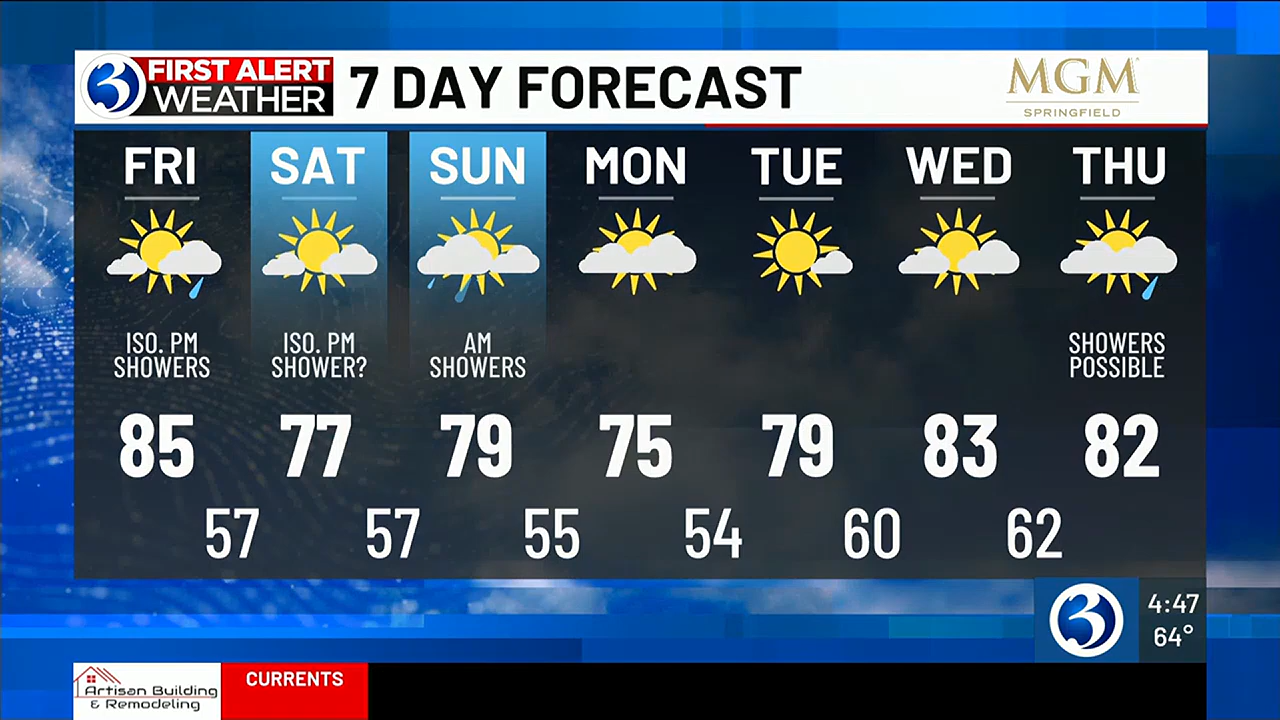 3 FIRST ALERT
WEATHER
7 DAY FORECAST
MGM
SPRINGFIELD
FRI SAT SUN MON TUE WED THU
ISO. PM
SHOWERS
ISO. PM
SHOWER?
AM
SHOWERS
SHOWERS
POSSIBLE
85 77 79 75 79 83 82
57 57 55 54 60 62
3
4:47
64°
Artisan Building
& Remodeling
CURRENTS